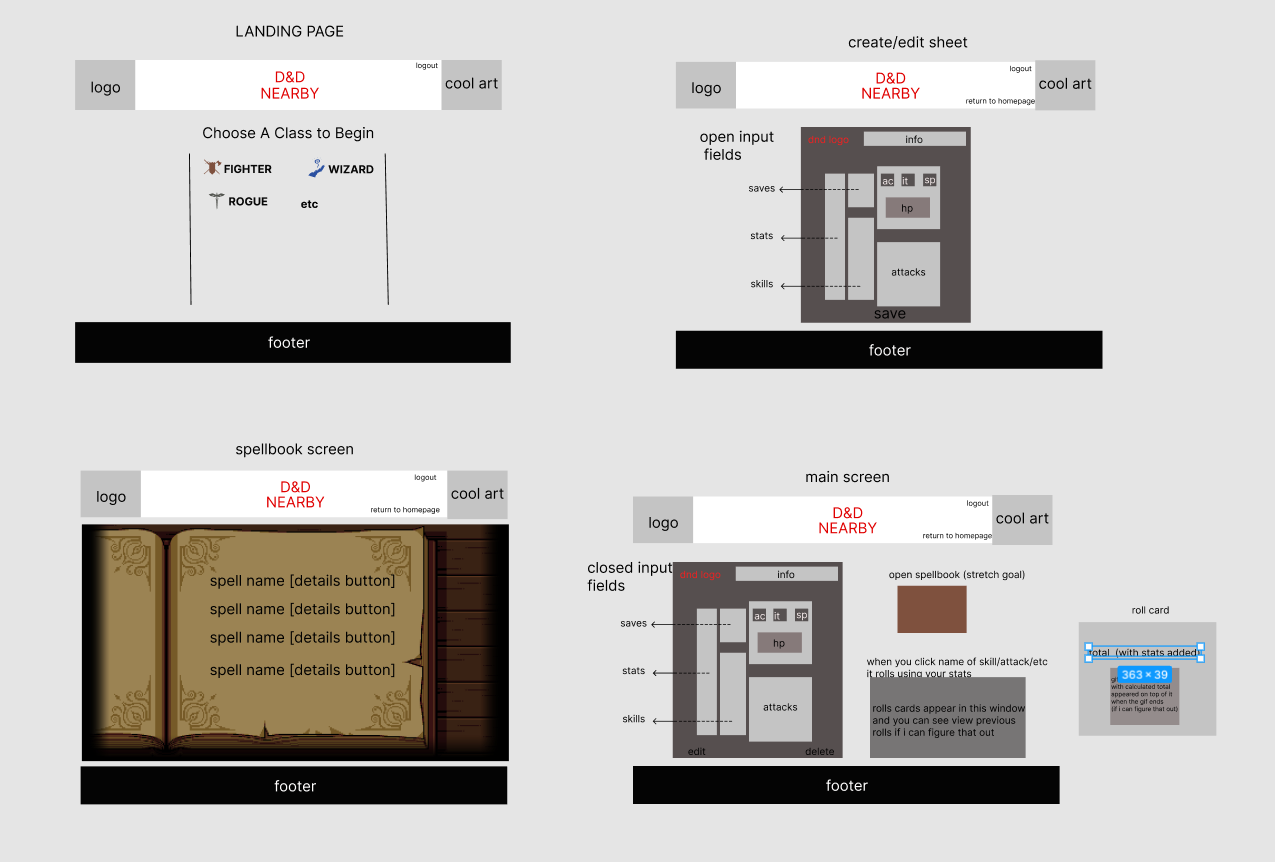 LANDING PAGE
logo
D&D
NEARBY
logout
cool art
Choose A Class to Begin
FIGHTER
WIZARD
ROGUE
etc
footer
create/edit sheet
logo
D&D
NEARBY
logout
return to homepage
cool art
open input
fields
dnd logo
info
saves
stats
skills
ac
it
sp
hp
attacks
save
footer
spellbook screen
logo
D&D
NEARBY
logout
return to homepage
cool art
spell name [details button]
spell name [details button]
spell name [details button]
spell name [details button]
footer
main screen
logo
D&D
NEARBY
logout
return to homepage
cool art
closed input
fields
dnd logo
info
saves
stats
skills
ac
it
sp
hp
attacks
edit
delete
open spellbook (stretch goal)
when you click name of skill/attack/etc
it rolls using your stats
rolls cards appear in this window
and you can see view previous
rolls if i can figure that out
footer
roll card
total (with stats added)
363 × 39
with calculated total
appeared on top of it
when the gif ends
(if i can figure that out)